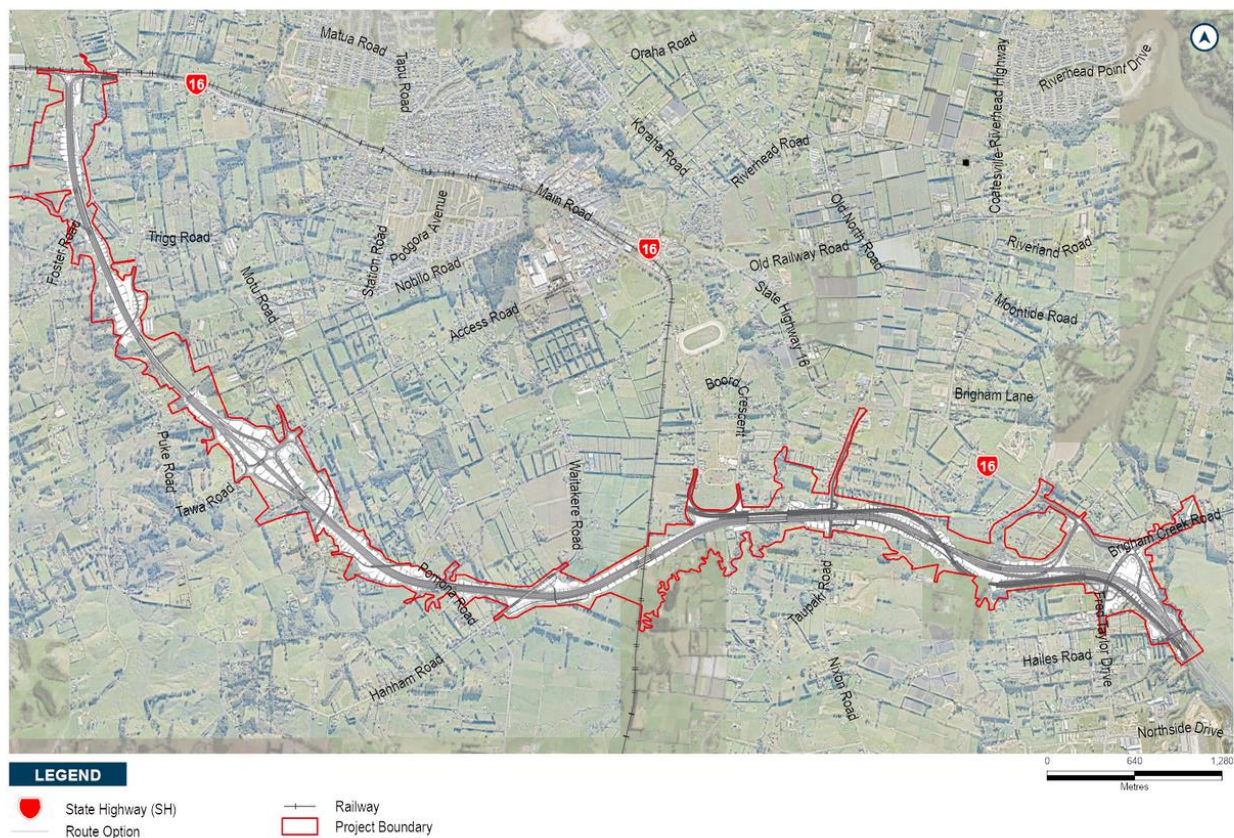 Matua Road
Tapu Road
Oraha Road
Coatesville-Riverhead Highway
Riverhead Point Drive
16
Koraha Road
Riverhead Road
Main Road
Old North Road
Foster Road
Trigg Road
Station Road
Podgora Avenue
Nobilo Road
Motu Road
16
Old Railway Road
Riverland Road
Access Road
State Highway 16
Moontide Road
Boord Crescent
Brigham Lane
Puke Road
Tawa Road
Waitakere Road
16
Brigham Creek Road
Pomona Road
Taupaki Road
Fred Taylor Drive
Hanham Road
Nixon Road
Hailes Road
Northside Drive
LEGEND
0 640 1,280
Metres
State Highway (SH)
Railway
Route Option
Project Boundary